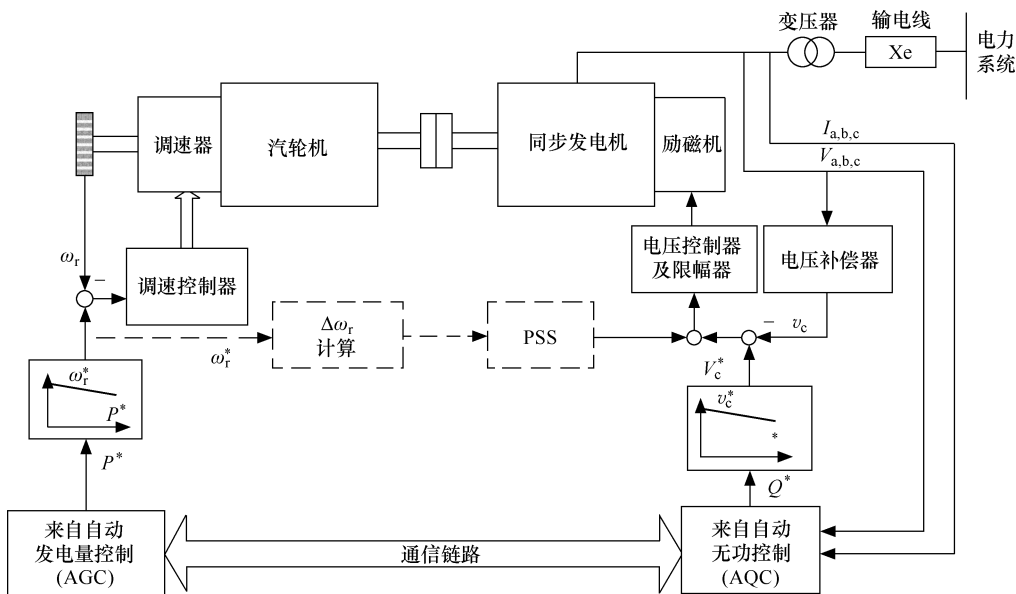 变压器
输电线
Xe
电力
系统
调速器
汽轮机
同步发电机
励磁机
I a,b,c
V a,b,c
ωr
−
调速控制器
电压控制器
及限幅器
电压补偿器
Δωr
计算
PSS
ωr*
−
vc
Vc*
ωr*
P*
vc*
*
P*
Q*
来自自动
发电量控制
(AGC)
通信链路
来自自动
无功控制
(AQC)